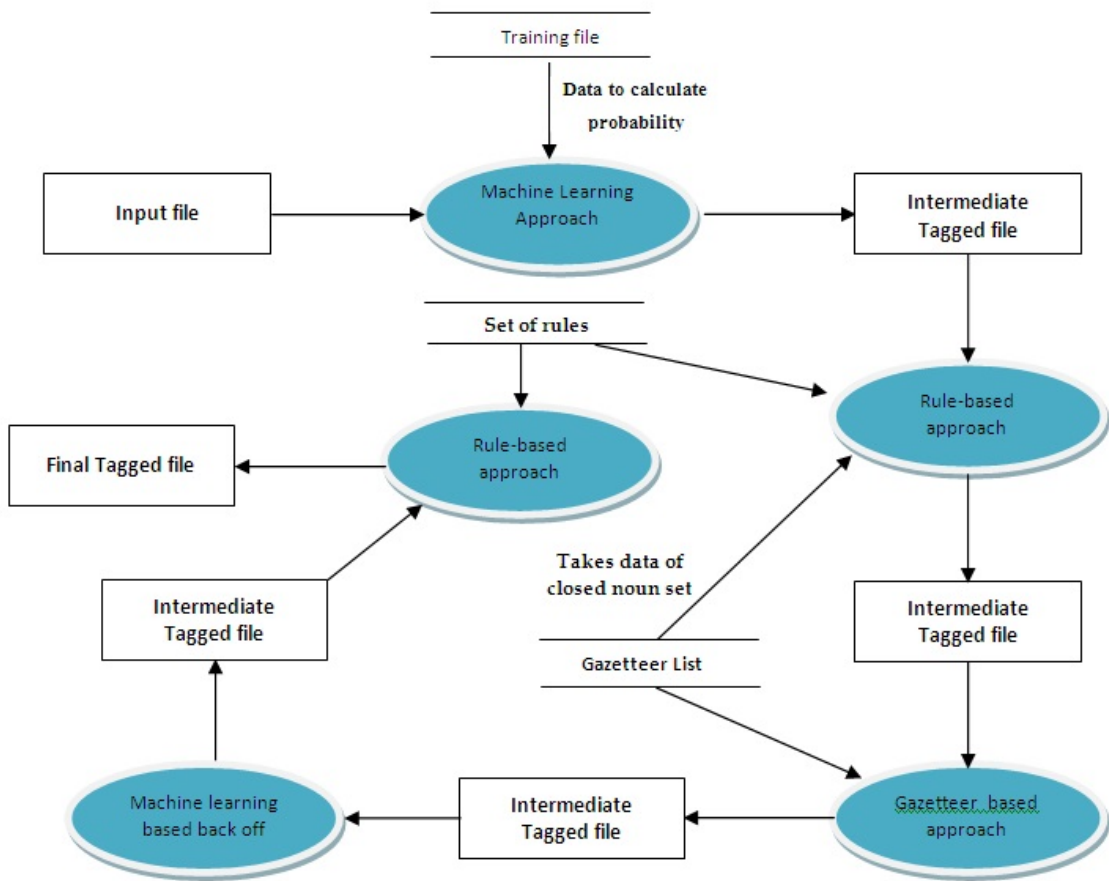 Training file
Data to calculate
probability
Input file
Machine Learning
Approach
Intermediate
Tagged file
Set of rules
Rule-based
approach
Final Tagged file
Rule-based
approach
Takes data of
closed noun set
Intermediate
Tagged file
Intermediate
Tagged file
Gazetteer List
Machine learning
based back off
Intermediate
Tagged file
Gazetteer based
approach